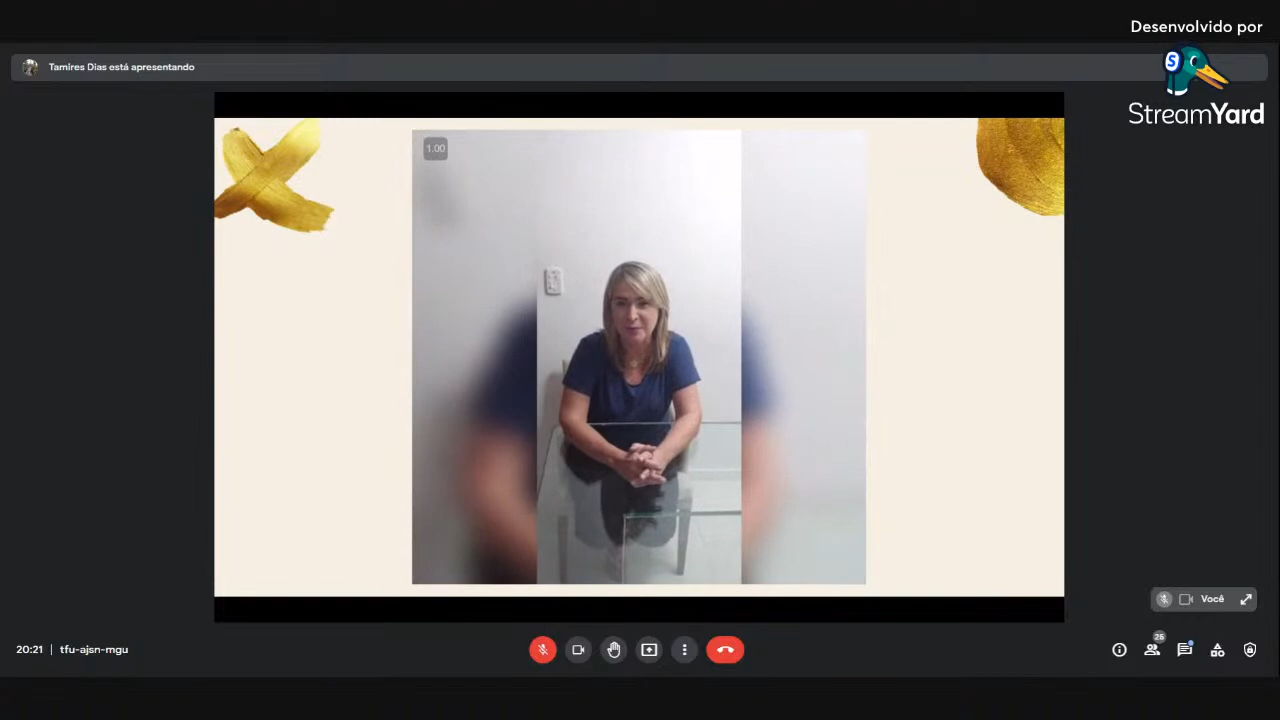 Desenvolvido por
Tamires Dias está apresentando
S
StreamYard
1.00
Você
20:21 | tfu-ajsn-mgu
25